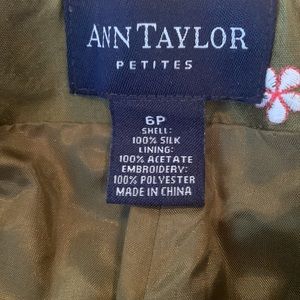 ANN TAYLOR
PETITES
6P
SHELL:
100% SILK
LINING:
100% ACETATE
EMBROIDERY:
100% POLYESTER
MADE IN CHINA